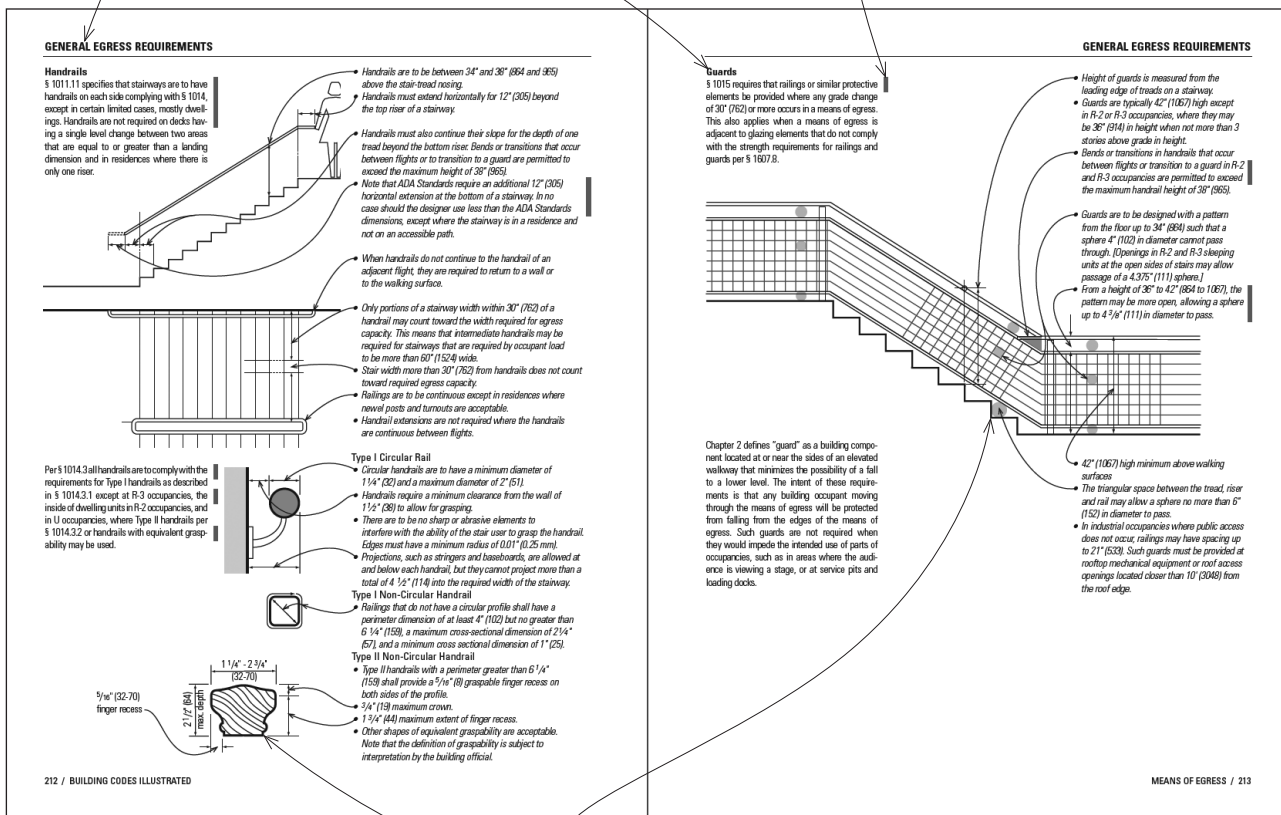 GENERAL EGRESS REQUIREMENTS
Handrails
§ 1011.11 specifies that stairways are to have
handrails on each side complying with § 1014,
except in certain limited cases, mostly dwell-
ings. Handrails are not required on decks hav-
ing a single level change between two areas
that are equal to or greater than a landing
dimension and in residences where there is
only one riser.
• Handrails are to be between 34" and 38" (864 and 965)
above the stair-tread nosing.
• Handrails must extend horizontally for 12" (305) beyond
the top riser of a stairway.
• Handrails must also continue their slope for the depth of one
tread beyond the bottom riser. Bends or transitions that occur
between flights or to transition to a guard are permitted to
exceed the maximum height of 38" (965).
• Note that ADA Standards require an additional 12" (305)
horizontal extension at the bottom of a stairway. In no
case should the designer use less than the ADA Standards
dimensions, except where the stairway is in a residence and
not on an accessible path.
• When handrails do not continue to the handrail of an
adjacent flight, they are required to return to a wall or
to the walking surface.
• Only portions of a stairway width within 30" (762) of a
handrail may count toward the width required for egress
capacity. This means that intermediate handrails may be
required for stairways that are required by occupant load
to be more than 60" (1524) wide.
• Stair width more than 30" (762) from handrails does not count
toward required egress capacity.
• Railings are to be continuous except in residences where
newel posts and turnouts are acceptable.
• Handrail extensions are not required where the handrails
are continuous between flights.
Per § 1014.3 all handrails are to comply with the
requirements for Type I handrails as described
in § 1014.3.1 except at R-3 occupancies, the
inside of dwelling units in R-2 occupancies, and
in U occupancies, where Type II handrails per
§ 1014.3.2 or handrails with equivalent grasp-
ability may be used.
Type I Circular Rail
• Circular handrails are to have a minimum diameter of
1 1/4" (32) and a maximum diameter of 2" (51).
• Handrails require a minimum clearance from the wall of
1 1/2" (38) to allow for grasping.
• There are to be no sharp or abrasive elements to
interfere with the ability of the stair user to grasp the handrail.
Edges must have a minimum radius of 0.01" (0.25 mm).
• Projections, such as stringers and baseboards, are allowed at
and below each handrail, but they cannot project more than a
total of 4 1/2" (114) into the required width of the stairway.
Type I Non-Circular Handrail
• Railings that do not have a circular profile shall have a
perimeter dimension of at least 4" (102) but no greater than
6 1/4" (159), a maximum cross-sectional dimension of 2 1/4"
(57), and a minimum cross sectional dimension of 1" (25).
Type II Non-Circular Handrail
• Type II handrails with a perimeter greater than 6 1/4"
(159) shall provide a 5/16" (8) graspable finger recess on
both sides of the profile.
• 3/4" (19) maximum crown.
• 1 3/4" (44) maximum extent of finger recess.
• Other shapes of equivalent graspability are acceptable.
Note that the definition of graspability is subject to
interpretation by the building official.
1 1/4" - 2 3/4"
(32-70)
5/16" (32-70)
finger recess
2 1/2" (64)
max. depth
212 / BUILDING CODES ILLUSTRATED
GENERAL EGRESS REQUIREMENTS
Guards
§ 1015 requires that railings or similar protective
elements be provided where any grade change
of 30" (762) or more occurs in a means of egress.
This also applies when a means of egress is
adjacent to glazing elements that do not comply
with the strength requirements for railings and
guards per § 1607.8.
• Height of guards is measured from the
leading edge of treads on a stairway.
• Guards are typically 42" (1067) high except
in R-2 or R-3 occupancies, where they may
be 36" (914) in height when not more than 3
stories above grade in height.
• Bends or transitions in handrails that occur
between flights or transition to a guard in R-2
and R-3 occupancies are permitted to exceed
the maximum handrail height of 38" (965).
• Guards are to be designed with a pattern
from the floor up to 34" (864) such that a
sphere 4" (102) in diameter cannot pass
through. [Openings in R-2 and R-3 sleeping
units at the open sides of stairs may allow
passage of a 4.375" (111) sphere.]
• From a height of 36" to 42" (864 to 1067), the
pattern may be more open, allowing a sphere
up to 4 3/8" (111) in diameter to pass.
Chapter 2 defines "guard" as a building compo-
nent located at or near the sides of an elevated
walkway that minimizes the possibility of a fall
to a lower level. The intent of these require-
ments is that any building occupant moving
through the means of egress will be protected
from falling from the edges of the means of
egress. Such guards are not required when
they would impede the intended use of parts of
occupancies, such as in areas where the audi-
ence is viewing a stage, or at service pits and
loading docks.
• 42" (1067) high minimum above walking
surfaces
• The triangular space between the tread, riser
and rail may allow a sphere no more than 6"
(152) in diameter to pass.
• In industrial occupancies where public access
does not occur, railings may have spacing up
to 21" (533). Such guards must be provided at
rooftop mechanical equipment or roof access
openings located closer than 10' (3048) from
the roof edge.
MEANS OF EGRESS / 213